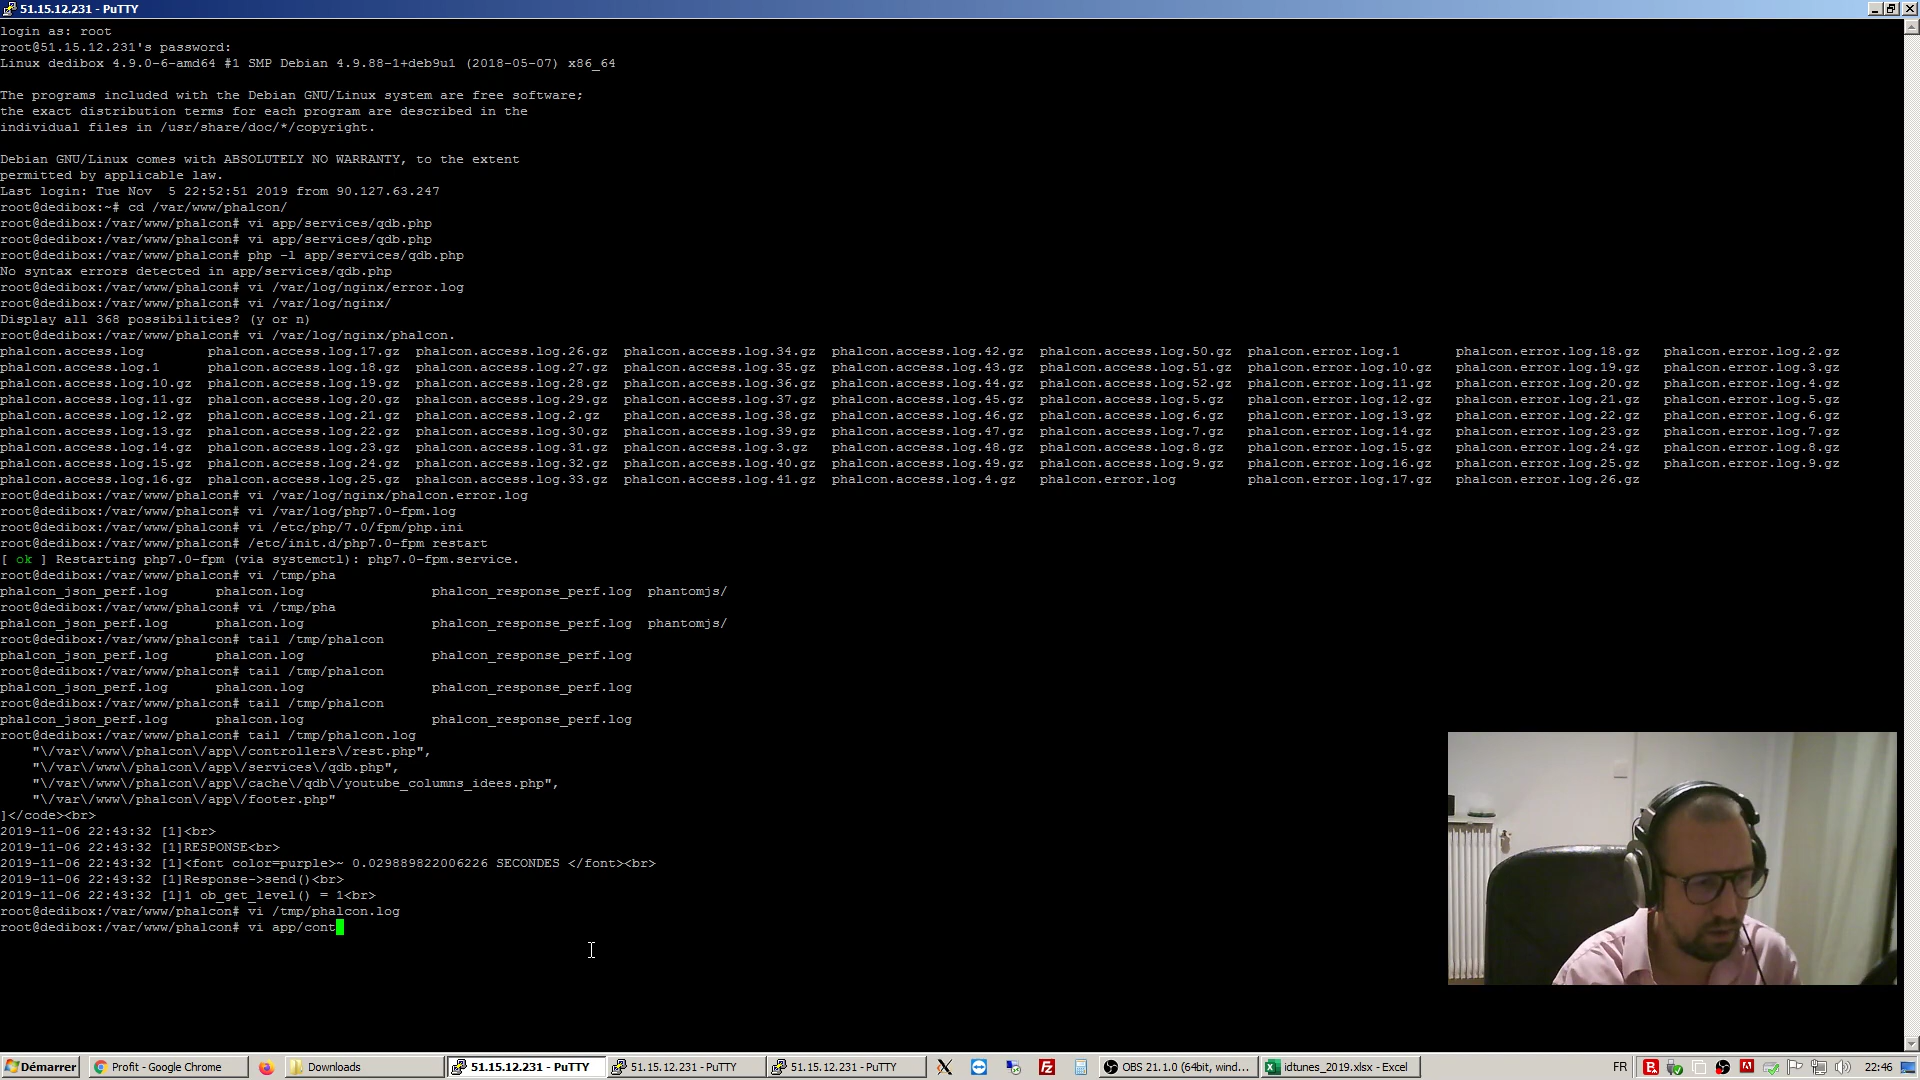 51.15.12.231 - PuTTY
login as: root
root@51.15.12.231's password:
Linux dedibox 4.9.0-6-amd64 #1 SMP Debian 4.9.88-1+deb9u1 (2018-05-07) x86_64
The programs included with the Debian GNU/Linux system are free software;
the exact distribution terms for each program are described in the
individual files in /usr/share/doc/*/copyright.
Debian GNU/Linux comes with ABSOLUTELY NO WARRANTY, to the extent
permitted by applicable law.
Last login: Tue Nov  5 22:52:51 2019 from 90.127.63.247
root@dedibox:~# cd /var/www/phalcon/
root@dedibox:/var/www/phalcon# vi app/services/qdb.php
root@dedibox:/var/www/phalcon# vi app/services/qdb.php
root@dedibox:/var/www/phalcon# php -l app/services/qdb.php
No syntax errors detected in app/services/qdb.php
root@dedibox:/var/www/phalcon# vi /var/log/nginx/error.log
root@dedibox:/var/www/phalcon# vi /var/log/nginx/
Display all 368 possibilities? (y or n)
root@dedibox:/var/www/phalcon# vi /var/log/nginx/phalcon.
phalcon.access.log phalcon.access.log.17.gz phalcon.access.log.26.gz phalcon.access.log.34.gz phalcon.access.log.42.gz phalcon.access.log.50.gz phalcon.error.log.1 phalcon.error.log.18.gz phalcon.error.log.2.gz
phalcon.access.log.1 phalcon.access.log.18.gz phalcon.access.log.27.gz phalcon.access.log.35.gz phalcon.access.log.43.gz phalcon.access.log.51.gz phalcon.error.log.10.gz phalcon.error.log.19.gz phalcon.error.log.3.gz
phalcon.access.log.10.gz phalcon.access.log.19.gz phalcon.access.log.28.gz phalcon.access.log.36.gz phalcon.access.log.44.gz phalcon.access.log.52.gz phalcon.error.log.11.gz phalcon.error.log.20.gz phalcon.error.log.4.gz
phalcon.access.log.11.gz phalcon.access.log.20.gz phalcon.access.log.29.gz phalcon.access.log.37.gz phalcon.access.log.45.gz phalcon.access.log.5.gz phalcon.error.log.12.gz phalcon.error.log.21.gz phalcon.error.log.5.gz
phalcon.access.log.12.gz phalcon.access.log.21.gz phalcon.access.log.2.gz phalcon.access.log.38.gz phalcon.access.log.46.gz phalcon.access.log.6.gz phalcon.error.log.13.gz phalcon.error.log.22.gz phalcon.error.log.6.gz
phalcon.access.log.13.gz phalcon.access.log.22.gz phalcon.access.log.30.gz phalcon.access.log.39.gz phalcon.access.log.47.gz phalcon.access.log.7.gz phalcon.error.log.14.gz phalcon.error.log.23.gz phalcon.error.log.7.gz
phalcon.access.log.14.gz phalcon.access.log.23.gz phalcon.access.log.31.gz phalcon.access.log.3.gz phalcon.access.log.48.gz phalcon.access.log.8.gz phalcon.error.log.15.gz phalcon.error.log.24.gz phalcon.error.log.8.gz
phalcon.access.log.15.gz phalcon.access.log.24.gz phalcon.access.log.32.gz phalcon.access.log.40.gz phalcon.access.log.49.gz phalcon.access.log.9.gz phalcon.error.log.16.gz phalcon.error.log.25.gz phalcon.error.log.9.gz
phalcon.access.log.16.gz phalcon.access.log.25.gz phalcon.access.log.33.gz phalcon.access.log.41.gz phalcon.access.log.4.gz phalcon.error.log phalcon.error.log.17.gz phalcon.error.log.26.gz
root@dedibox:/var/www/phalcon# vi /var/log/nginx/phalcon.error.log
root@dedibox:/var/www/phalcon# vi /var/log/php7.0-fpm.log
root@dedibox:/var/www/phalcon# vi /etc/php/7.0/fpm/php.ini
root@dedibox:/var/www/phalcon# /etc/init.d/php7.0-fpm restart
[ ok ] Restarting php7.0-fpm (via systemctl): php7.0-fpm.service.
root@dedibox:/var/www/phalcon# vi /tmp/pha
phalcon_json_perf.log phalcon.log phalcon_response_perf.log phantomjs/
root@dedibox:/var/www/phalcon# vi /tmp/pha
phalcon_json_perf.log phalcon.log phalcon_response_perf.log phantomjs/
root@dedibox:/var/www/phalcon# tail /tmp/phalcon
phalcon_json_perf.log phalcon.log phalcon_response_perf.log
root@dedibox:/var/www/phalcon# tail /tmp/phalcon
phalcon_json_perf.log phalcon.log phalcon_response_perf.log
root@dedibox:/var/www/phalcon# tail /tmp/phalcon
phalcon_json_perf.log phalcon.log phalcon_response_perf.log
root@dedibox:/var/www/phalcon# tail /tmp/phalcon.log
"\/var\/www\/phalcon\/app\/controllers\/rest.php",
"\/var\/www\/phalcon\/app\/services\/qdb.php",
"\/var\/www\/phalcon\/app\/cache\/qdb\/youtube_columns_idees.php",
"\/var\/www\/phalcon\/app\/footer.php"
]</code><br>
2019-11-06 22:43:32 [1]<br>
2019-11-06 22:43:32 [1]RESPONSE<br>
2019-11-06 22:43:32 [1]<font color=purple>~ 0.029889822006226 SECONDES </font><br>
2019-11-06 22:43:32 [1]Response->send()<br>
2019-11-06 22:43:32 [1]1 ob_get_level() = 1<br>
root@dedibox:/var/www/phalcon# vi /tmp/phalcon.log
root@dedibox:/var/www/phalcon# vi app/cont
Démarrer Profit - Google Chrome Downloads 51.15.12.231 - PuTTY 51.15.12.231 - PuTTY 51.15.12.231 - PuTTY OBS 21.1.0 (64bit, wind... idtunes_2019.xlsx - Excel FR 22:46